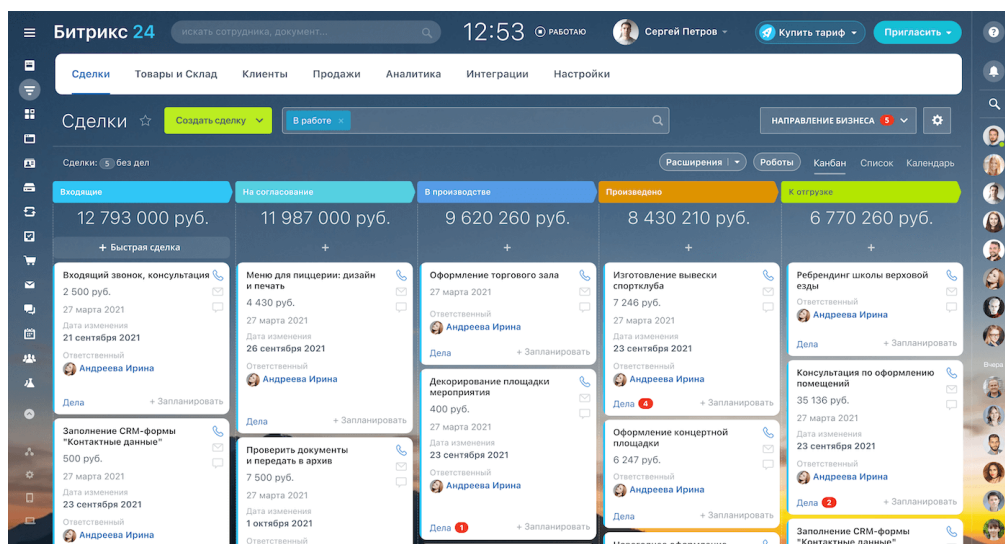 Битрикс 24
искать сотрудника, документ...
12:53
РАБОТАЮ
Сергей Петров
Купить тариф
Пригласить
Сделки
Товары и Склад
Клиенты
Продажи
Аналитика
Интеграции
Настройки
Сделки
Создать сделку
В работе ×
НАПРАВЛЕНИЕ БИЗНЕСА 5
Сделки: 5 без дел
Расширения
Роботы
Канбан
Список
Календарь
Входящие
12 793 000 руб.
+ Быстрая сделка
Входящий звонок, консультация
2 500 руб.
27 марта 2021
Дата изменения
21 сентября 2021
Ответственный
Андреева Ирина
Дела
+ Запланировать
Заполнение CRM-формы
"Контактные данные"
500 руб.
27 марта 2021
Дата изменения
23 сентября 2021
Ответственный
Андреева Ирина
На согласование
11 987 000 руб.
+
Меню для пиццерии: дизайн
и печать
4 430 руб.
27 марта 2021
Дата изменения
26 сентября 2021
Ответственный
Андреева Ирина
Дела
+ Запланировать
Проверить документы
и передать в архив
7 500 руб.
27 марта 2021
Дата изменения
1 октября 2021
Ответственный
В производстве
9 620 260 руб.
+
Оформление торгового зала
27 марта 2021
Ответственный
Андреева Ирина
Дела
+ Запланировать
Декорирование площадки
мероприятия
400 руб.
27 марта 2021
Дата изменения
23 сентября 2021
Ответственный
Андреева Ирина
Дела 1
+ Запланировать
Произведено
8 430 210 руб.
+
Изготовление вывески
спортклуба
7 246 руб.
27 марта 2021
Дата изменения
23 сентября 2021
Ответственный
Андреева Ирина
Дела 4
+ Запланировать
Оформление концертной
площадки
6 247 руб.
27 марта 2021
Ответственный
Андреева Ирина
Дела
+ Запланировать
Новогоднее оформление
К отгрузке
6 770 260 руб.
+
Ребрендинг школы верховой
езды
Ответственный
Андреева Ирина
Дела
+ Запланировать
Консультация по оформлению
помещений
35 136 руб.
27 марта 2021
Дата изменения
23 сентября 2021
Ответственный
Андреева Ирина
Дела 2
+ Запланировать
Заполнение CRM-формы
"Контактные данные"
?
Вчера